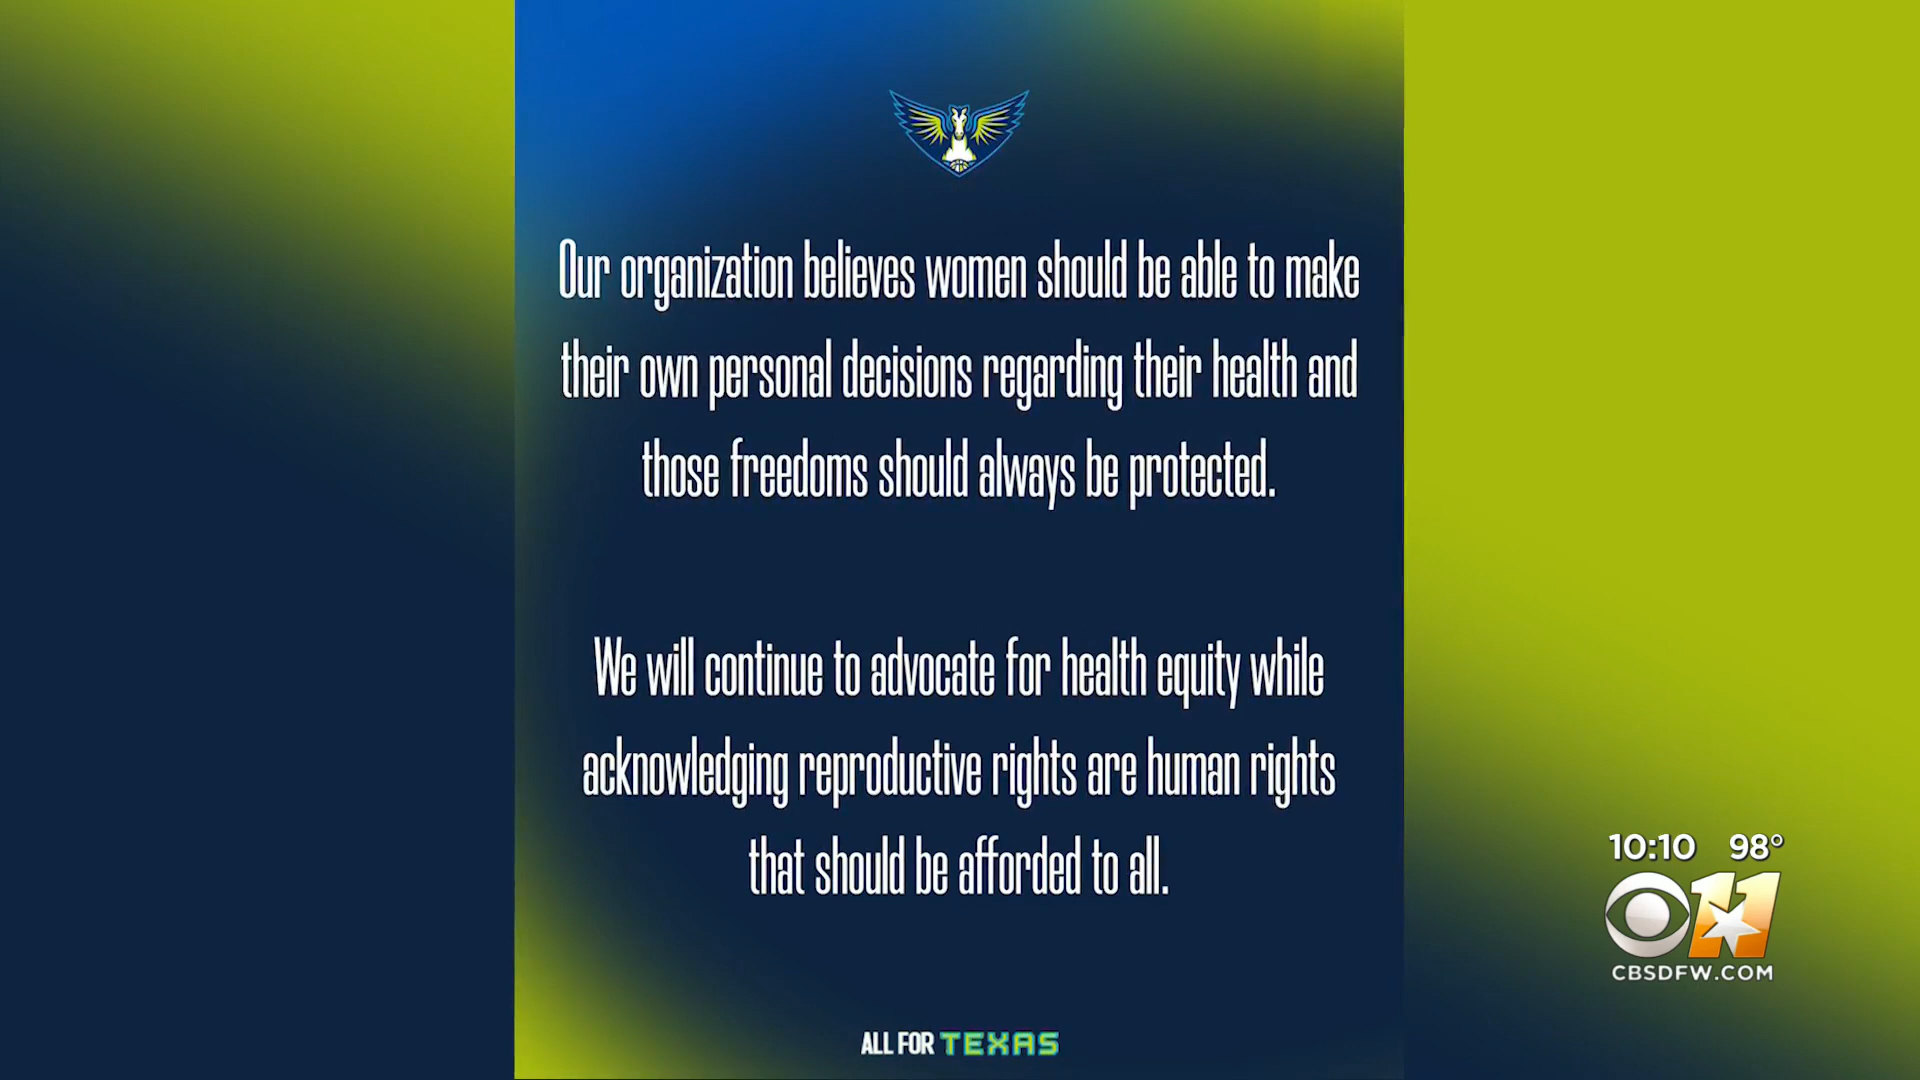 Our organization believes women should be able to make
their own personal decisions regarding their health and
those freedoms should always be protected.
We will continue to advocate for health equity while
acknowledging reproductive rights are human rights
that should be afforded to all.
ALL FOR TEXAS
10:10 98°
11
CBSDFW.COM